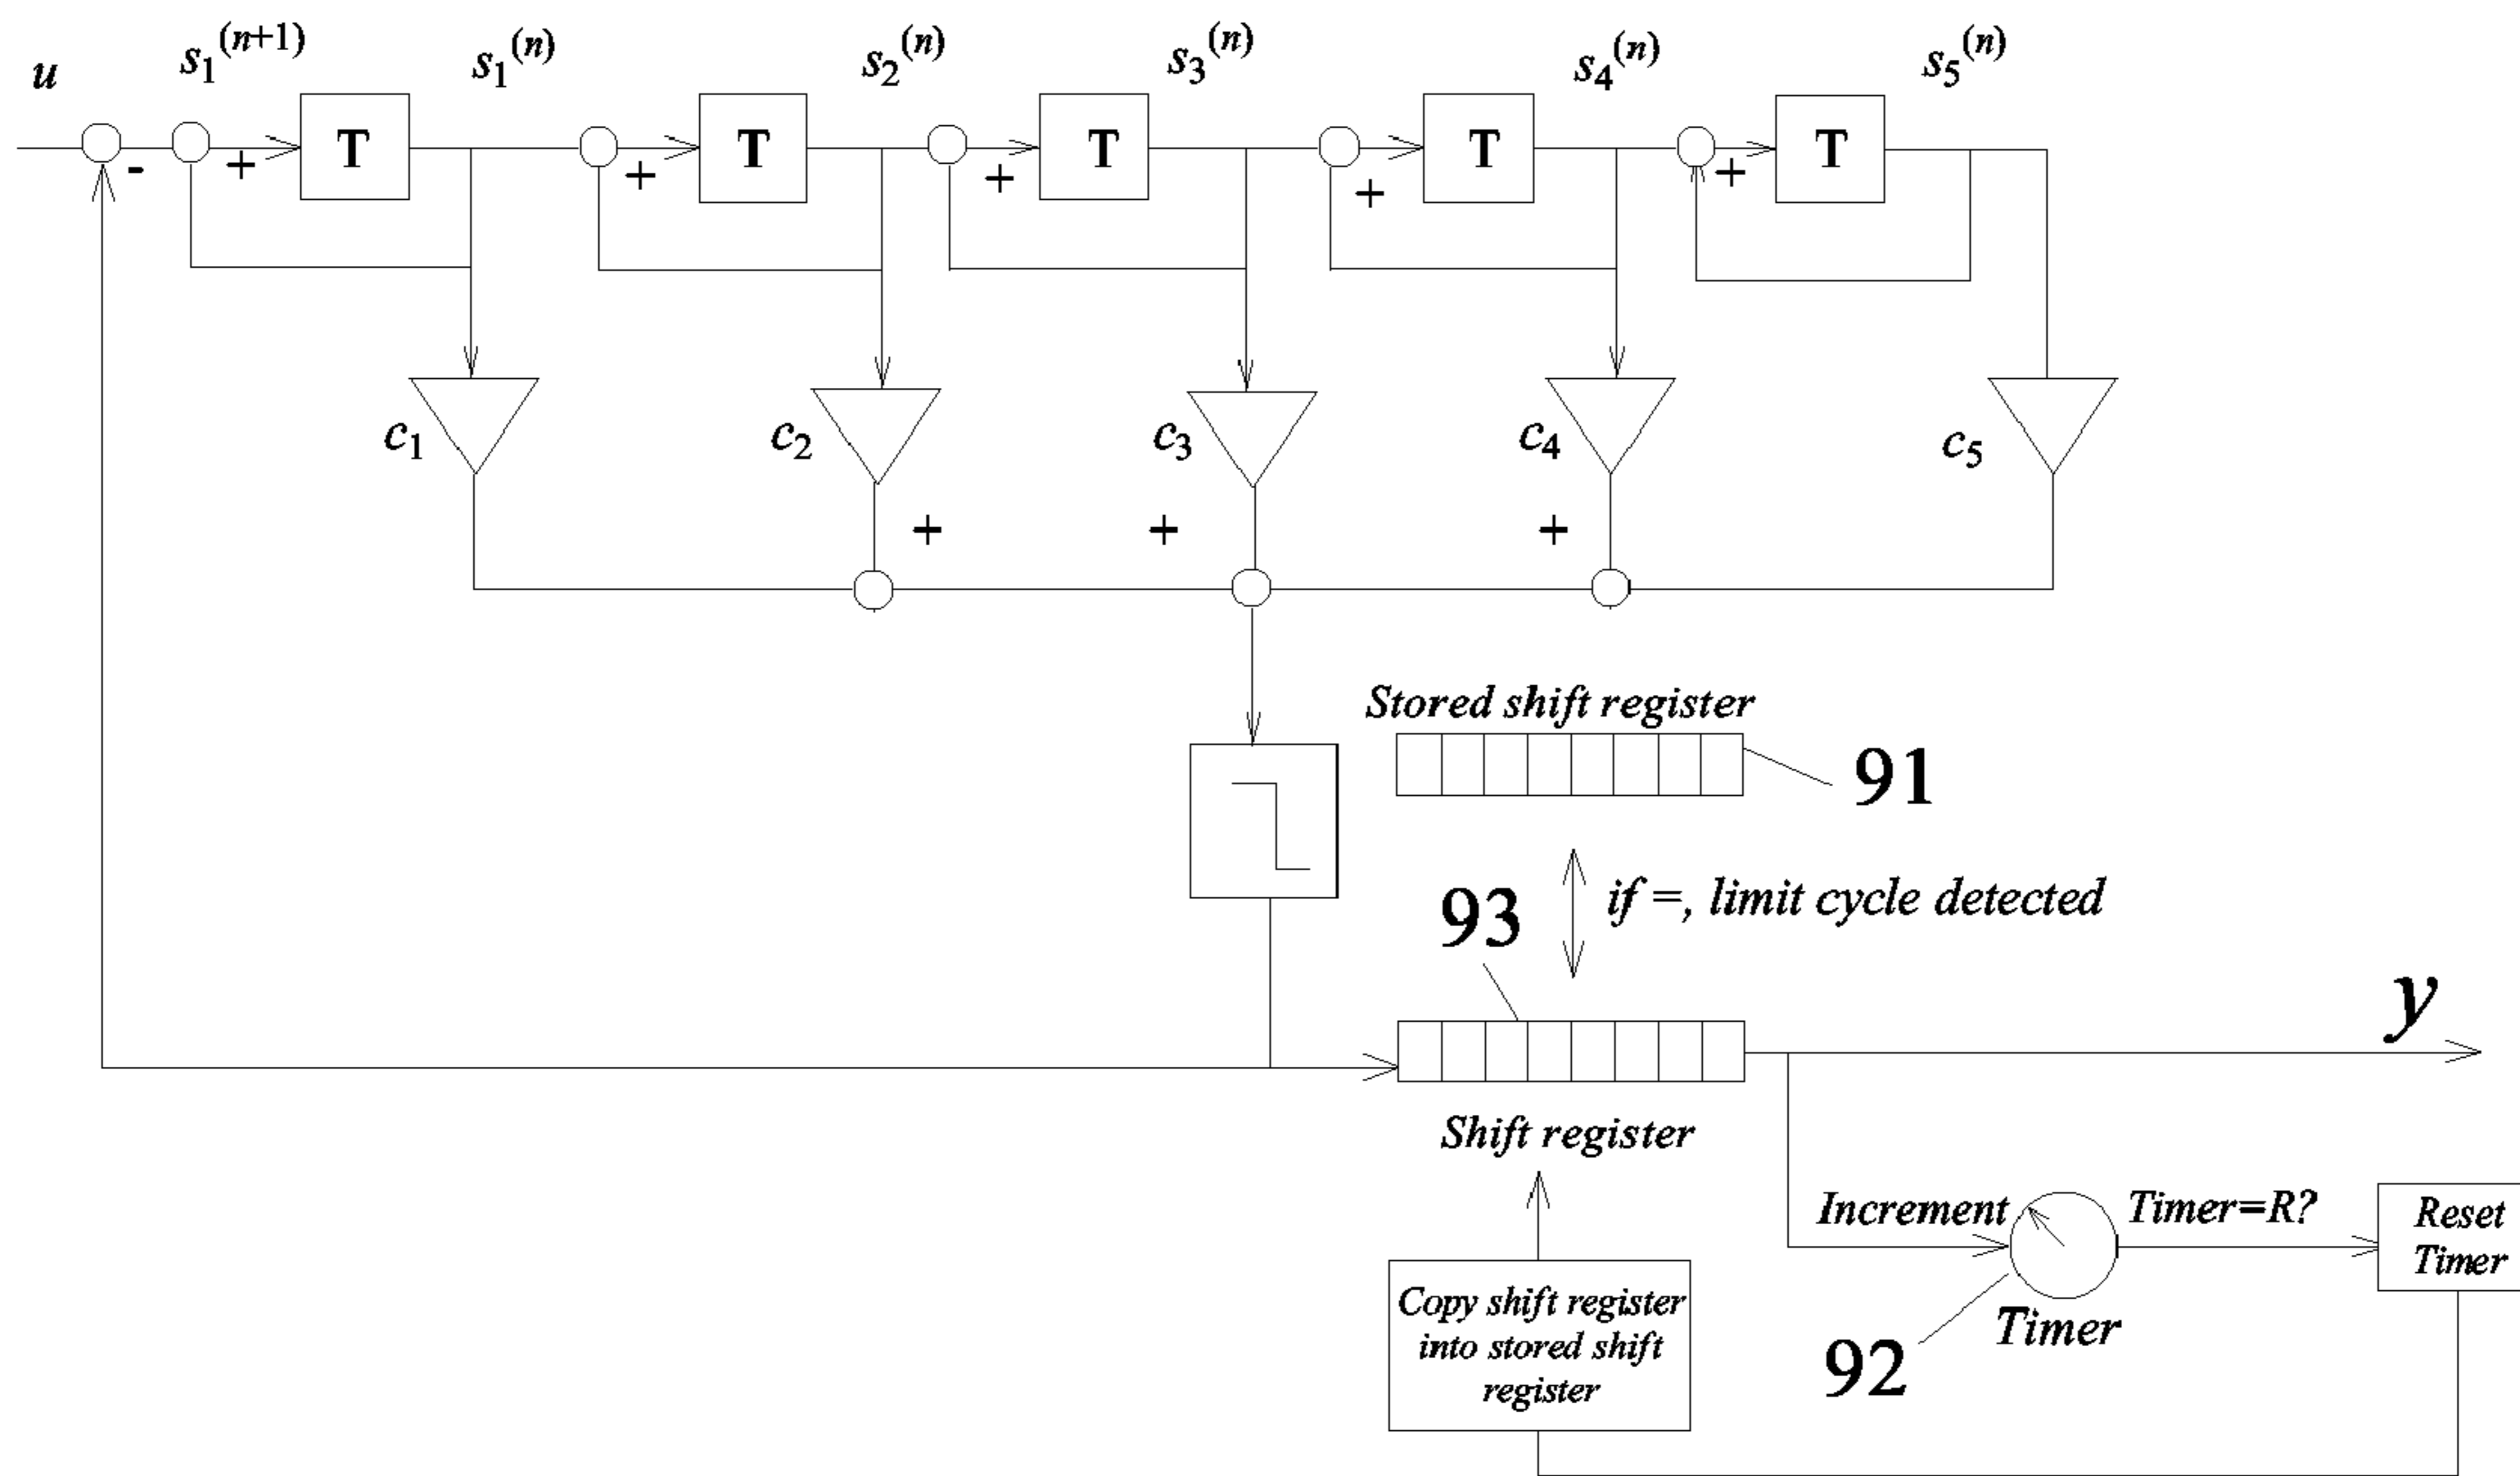 u s₁⁽ⁿ⁺¹⁾ s₁⁽ⁿ⁾ s₂⁽ⁿ⁾ s₃⁽ⁿ⁾ s₄⁽ⁿ⁾ s₅⁽ⁿ⁾
T T T T T
- + + + + +
c₁ c₂ c₃ c₄ c₅
+ + +
Stored shift register
91
93 if =, limit cycle detected
y
Shift register
Increment Timer=R? Reset
Timer
Timer
92
Copy shift register
into stored shift
register